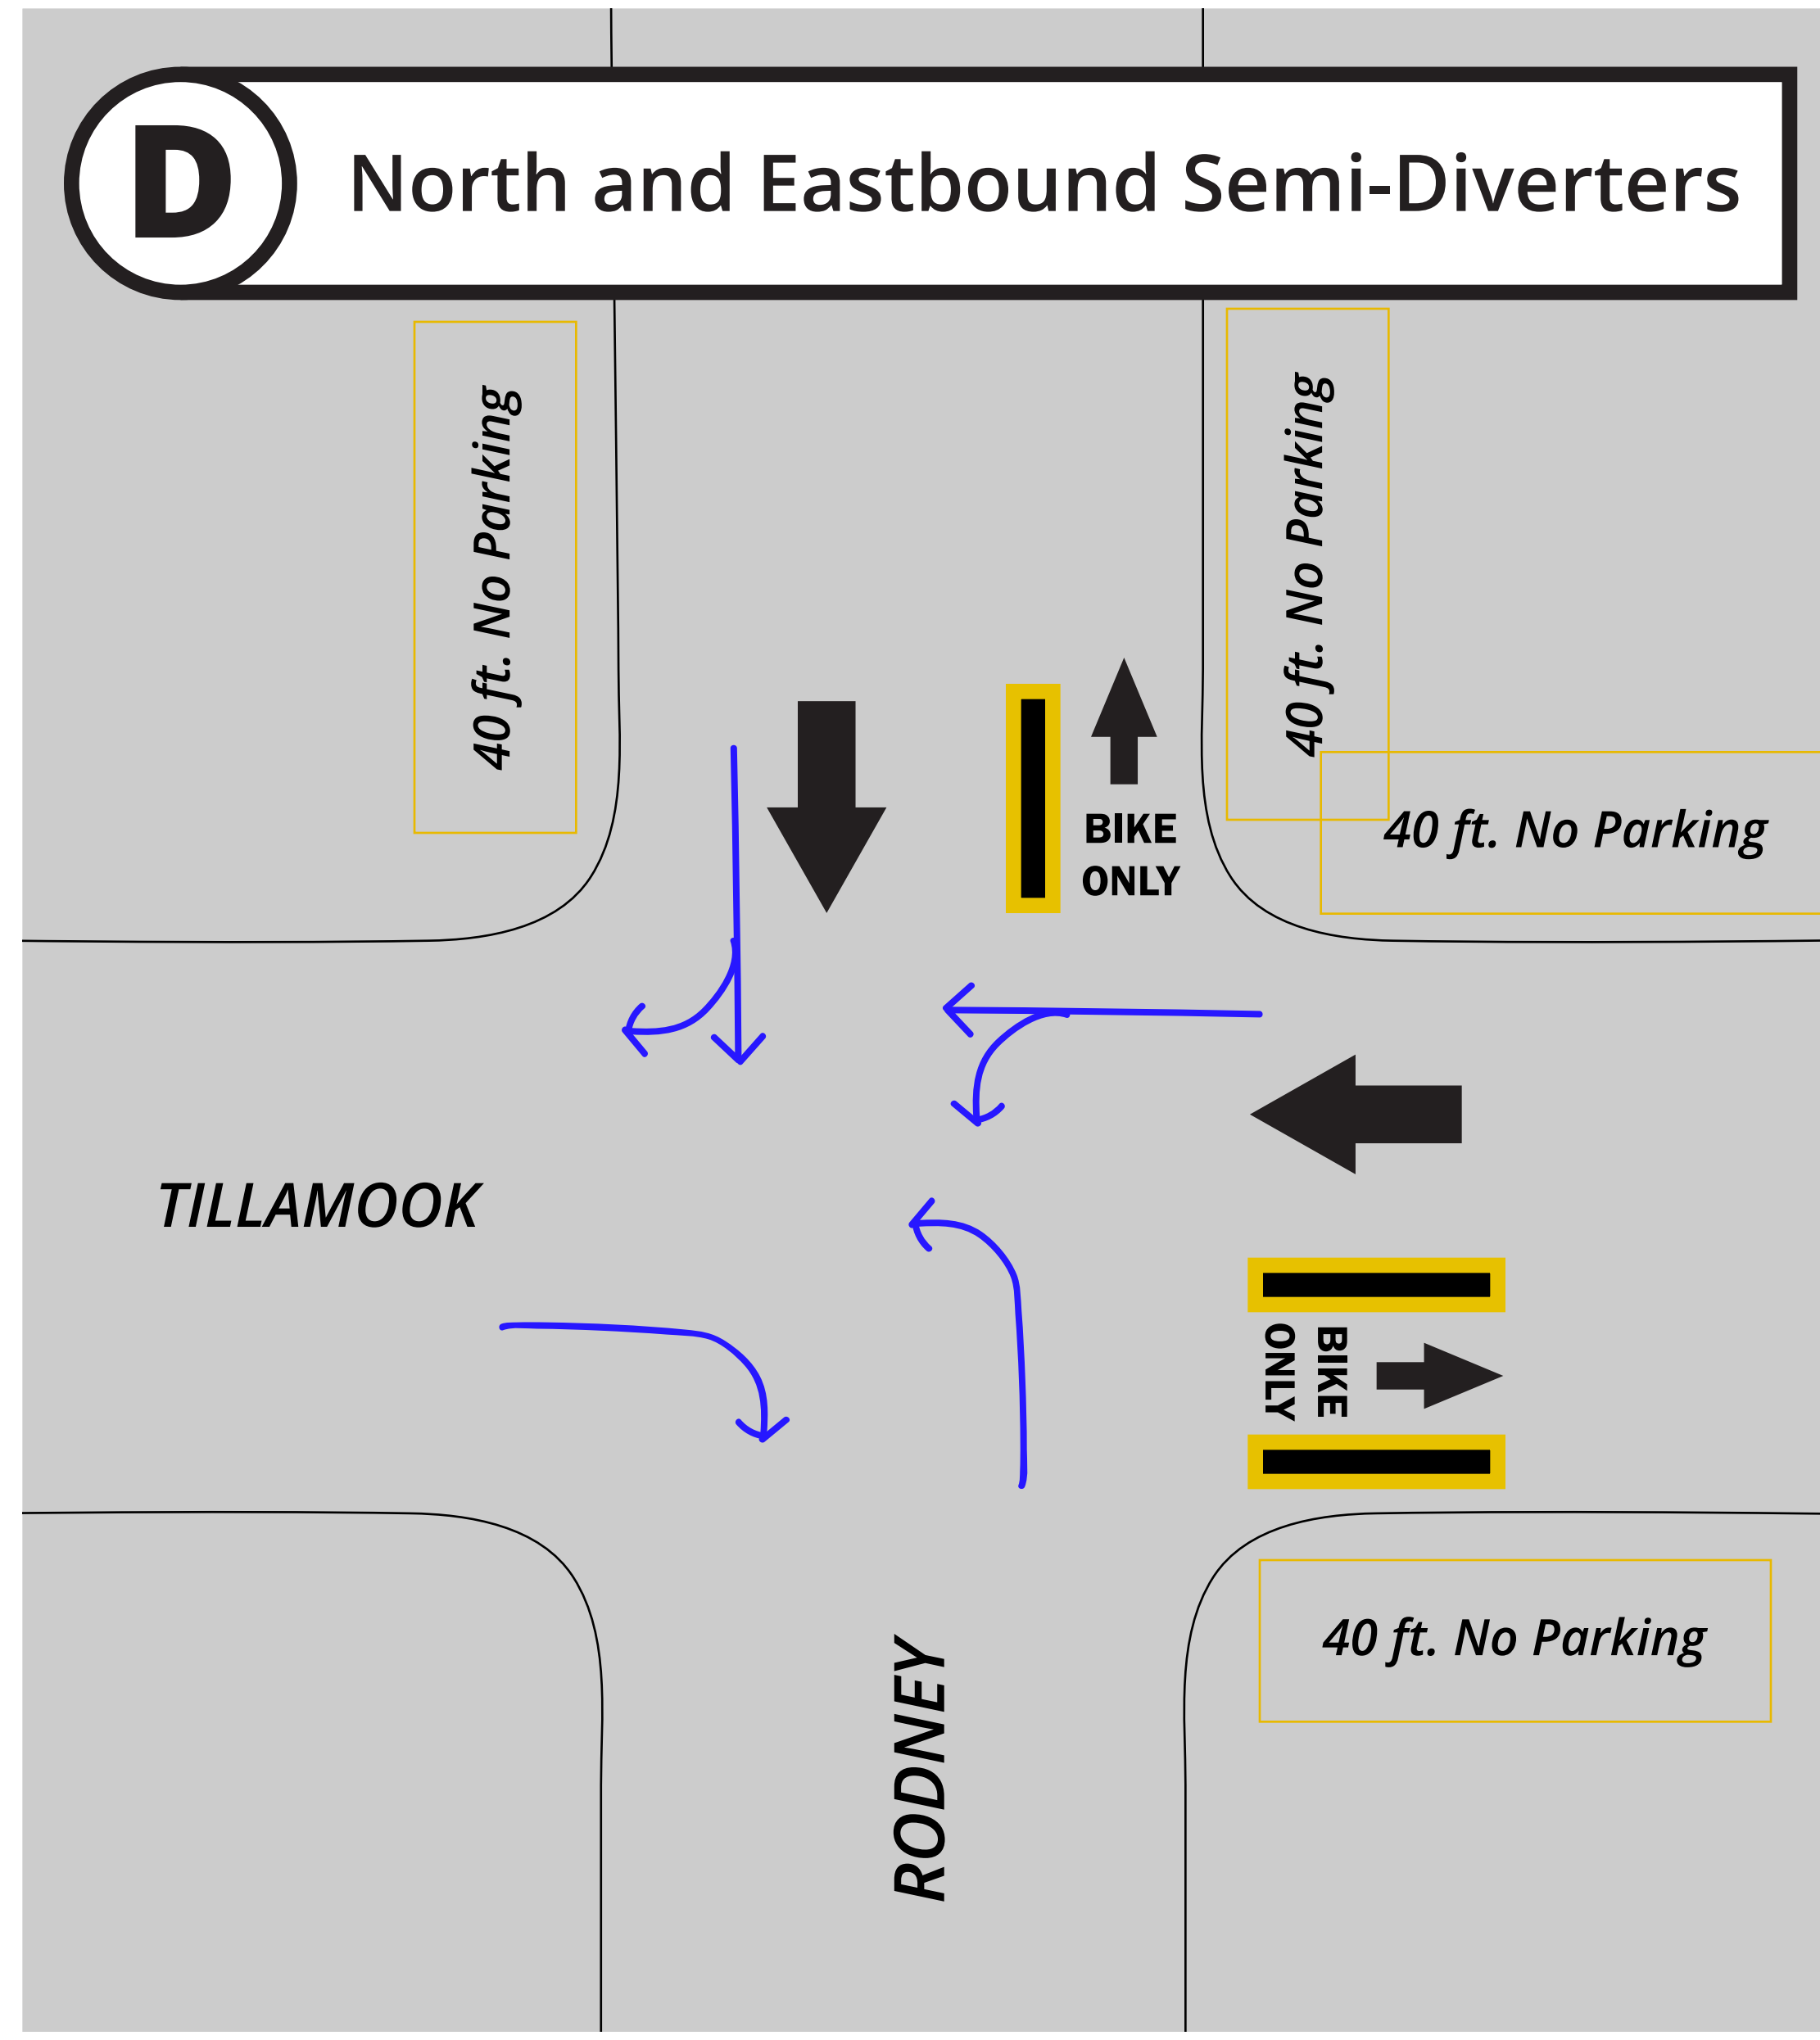 D
North and Eastbound Semi-Diverters
40 ft. No Parking
40 ft. No Parking
BIKE
ONLY
40 ft. No Parking
TILLAMOOK
BIKE
ONLY
40 ft. No Parking
RODNEY